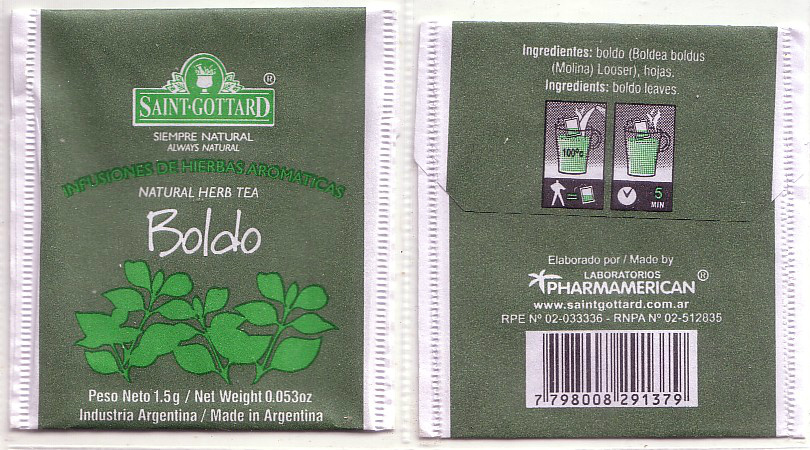 SAINT-GOTTARD ®
SIEMPRE NATURAL
ALWAYS NATURAL
INFUSIONES DE HIERBAS AROMÁTICAS
NATURAL HERB TEA
Boldo
Peso Neto 1.5g / Net Weight 0.053oz
Industria Argentina / Made in Argentina
Ingredientes: boldo (Boldea boldus
(Molina) Looser), hojas.
Ingredients: boldo leaves.
100°C
=
5
MIN
Elaborado por / Made by
LABORATORIOS
PHARMAMERICAN ®
www.saintgottard.com.ar
RPE Nº 02-033336 - RNPA Nº 02-512835
7 798008 291379